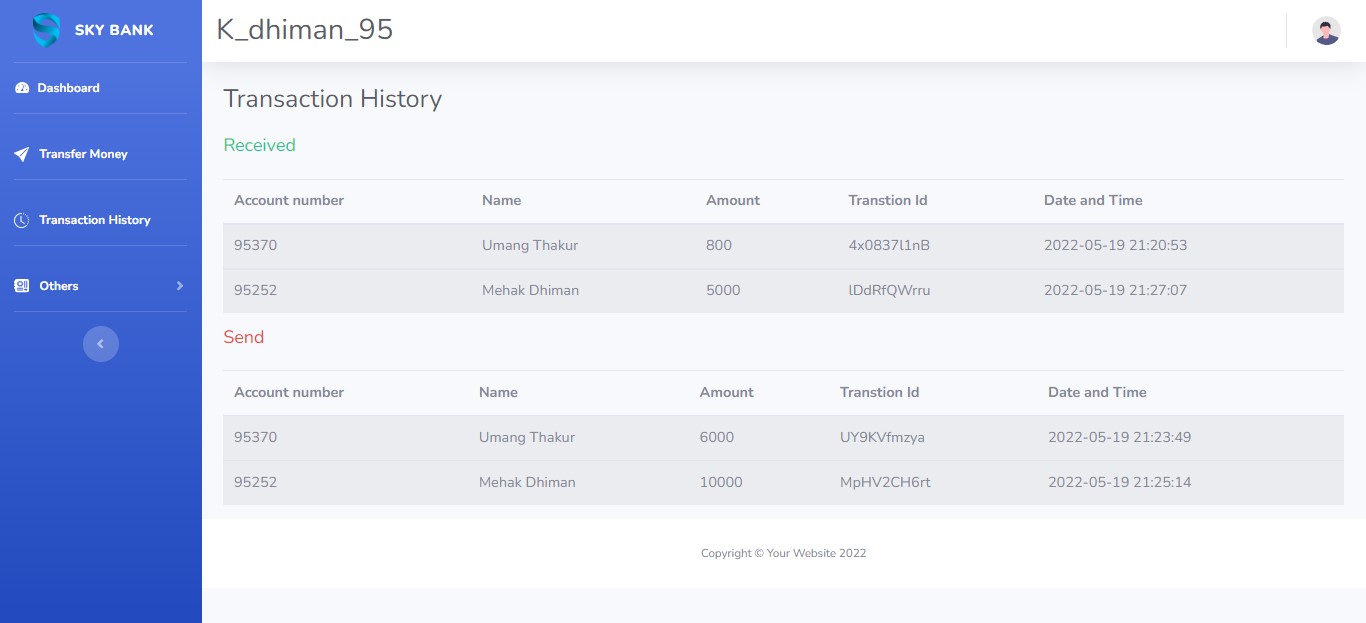 SKY BANK
K_dhiman_95
Dashboard
Transfer Money
Transaction History
Others
Transaction History
Received
Account number Name Amount Transtion Id Date and Time
95370 Umang Thakur 800 4x0837l1nB 2022-05-19 21:20:53
95252 Mehak Dhiman 5000 lDdRfQWrru 2022-05-19 21:27:07
Send
Account number Name Amount Transtion Id Date and Time
95370 Umang Thakur 6000 UY9KVfmzya 2022-05-19 21:23:49
95252 Mehak Dhiman 10000 MpHV2CH6rt 2022-05-19 21:25:14
Copyright © Your Website 2022